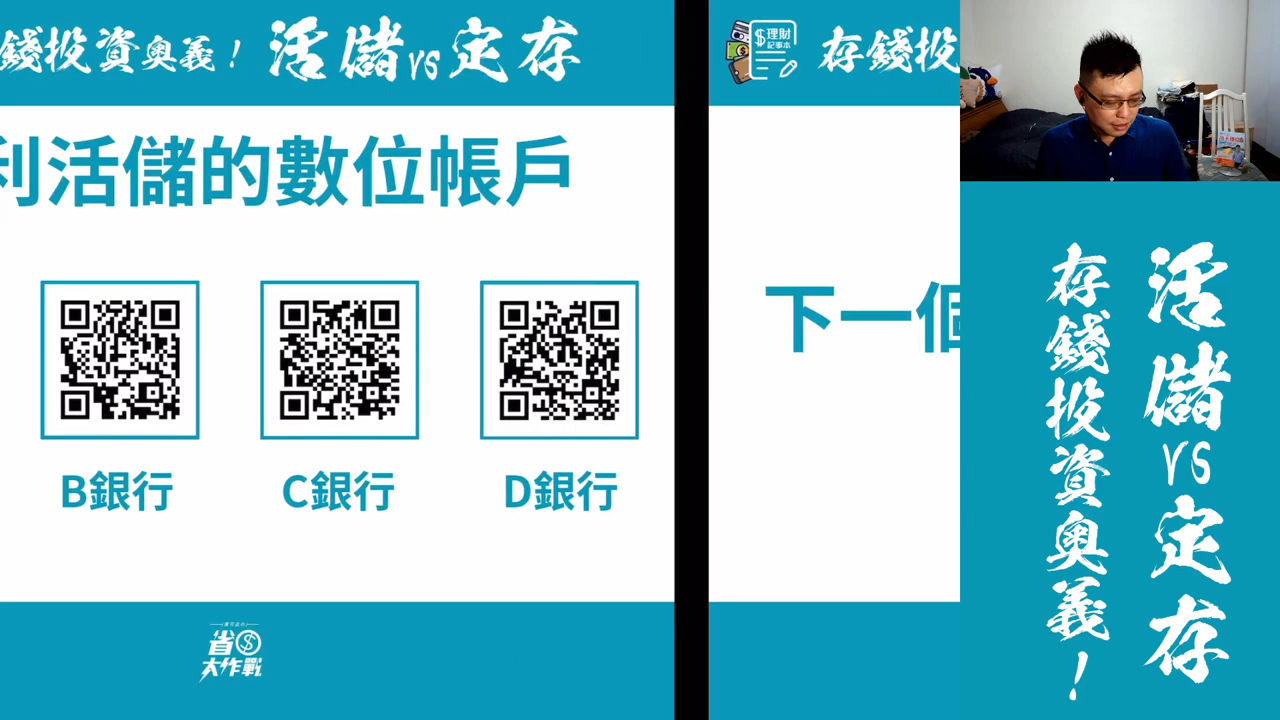 錢投資奧義！活儲VS定存
利活儲的數位帳戶
B銀行
C銀行
D銀行
省
大作戰
$理財
記事本
存錢投
下一個
活儲VS定存
存錢投資奧義！